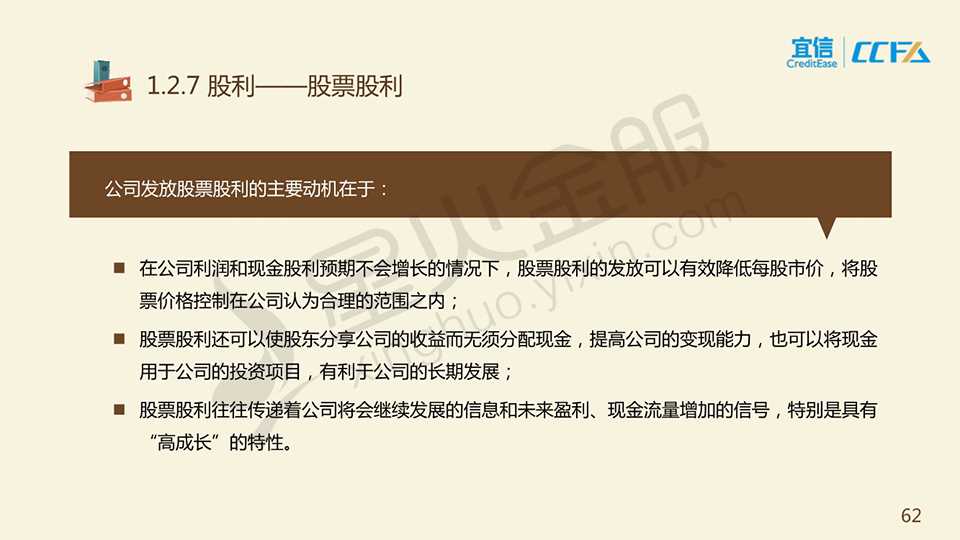 宜信
CreditEase
CCFA
1.2.7 股利——股票股利
公司发放股票股利的主要动机在于：
■ 在公司利润和现金股利预期不会增长的情况下，股票股利的发放可以有效降低每股市价，将股
票价格控制在公司认为合理的范围之内；
■ 股票股利还可以使股东分享公司的收益而无须分配现金，提高公司的变现能力，也可以将现金
用于公司的投资项目，有利于公司的长期发展；
■ 股票股利往往传递着公司将会继续发展的信息和未来盈利、现金流量增加的信号，特别是具有
“高成长”的特性。
星火金服
xinghuo.yixin.com
62